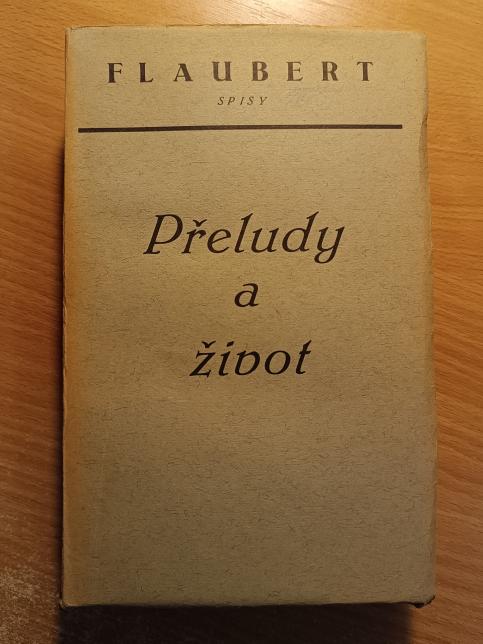 FLAUBERT
SPISY
Přeludy
a
život